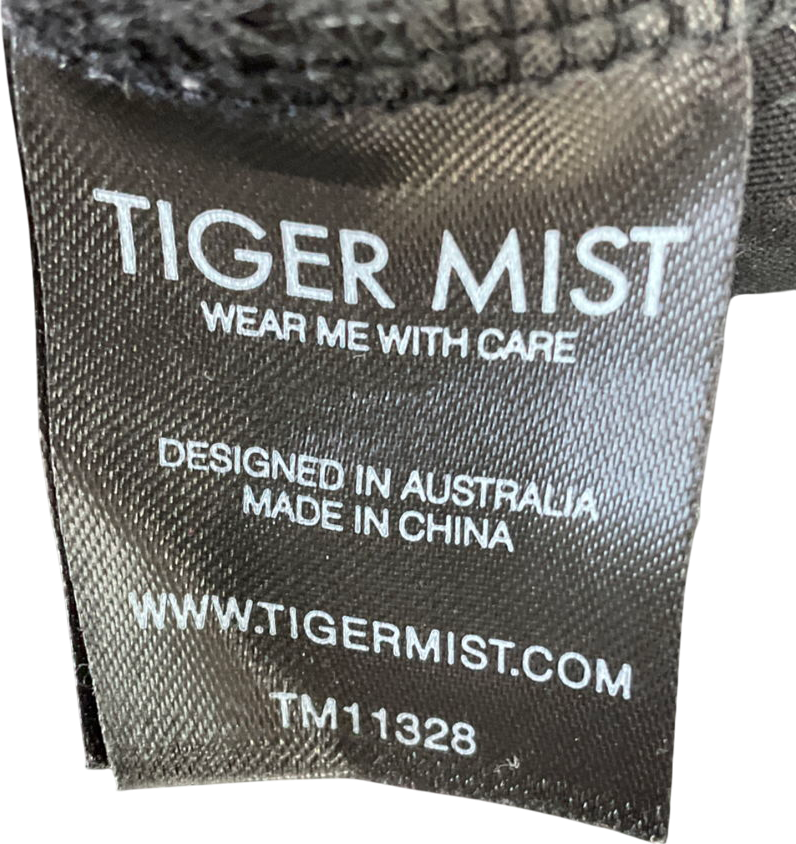 TIGER MIST
WEAR ME WITH CARE
DESIGNED IN AUSTRALIA
MADE IN CHINA
WWW.TIGERMIST.COM
TM11328